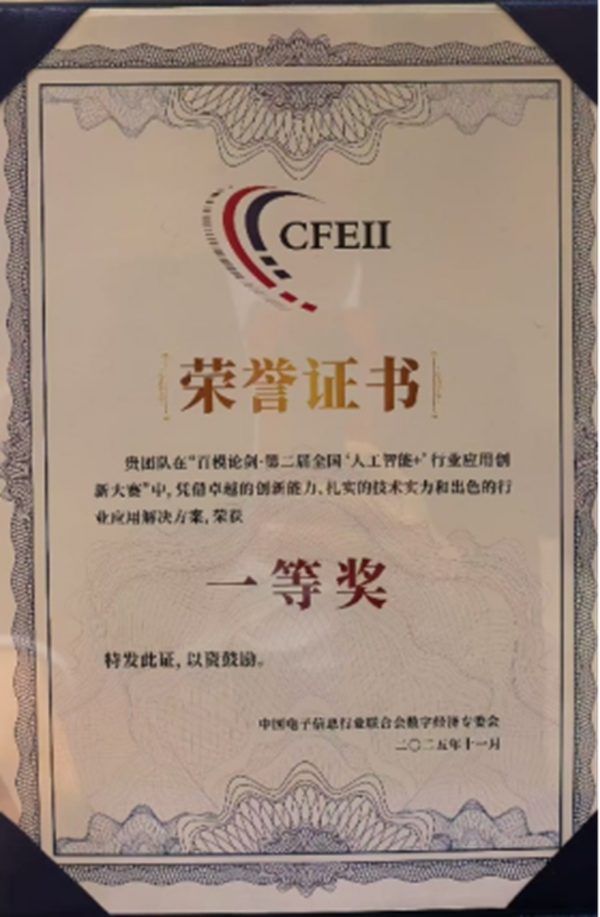 CFEII
荣誉证书
贵团队在“百模论剑·第二届全国‘人工智能+’行业应用创
新大赛”中,凭借卓越的创新能力、扎实的技术实力和出色的行
业应用解决方案,荣获
一等奖
特发此证,以资鼓励。
中国电子信息行业联合会数字经济专委会
二〇二五年十一月